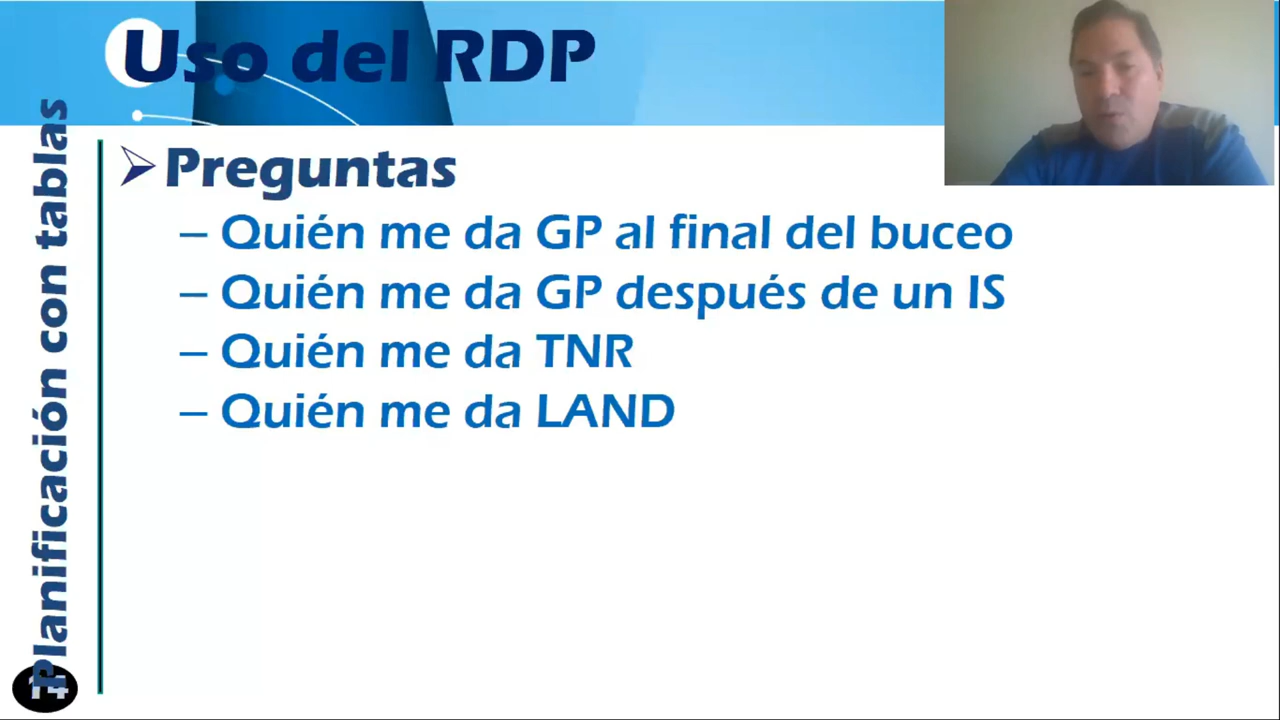 Uso del RDP
Planificación con tablas
Preguntas
– Quién me da GP al final del buceo
– Quién me da GP después de un IS
– Quién me da TNR
– Quién me da LAND
14